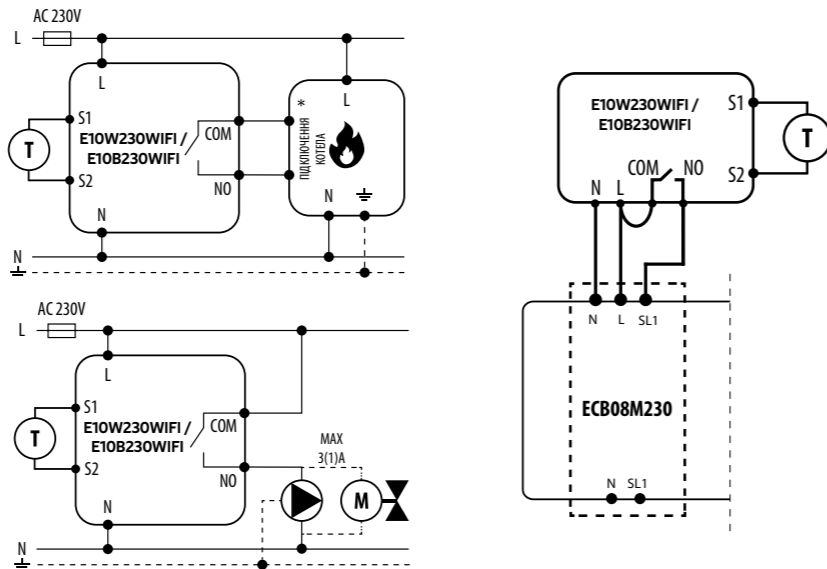 AC 230V
L
L
S1
T
S2
E10W230WIFI /
E10B230WIFI
COM
NO
N
*
ПІДКЛЮЧЕННЯ
КОТЕЛА
L
N
N
AC 230V
L
L
S1
T
S2
E10W230WIFI /
E10B230WIFI
COM
NO
N
MAX
3(1)A
M
N
E10W230WIFI /
E10B230WIFI
S1
T
S2
COM NO
N L
N L SL1
ECB08M230
N SL1